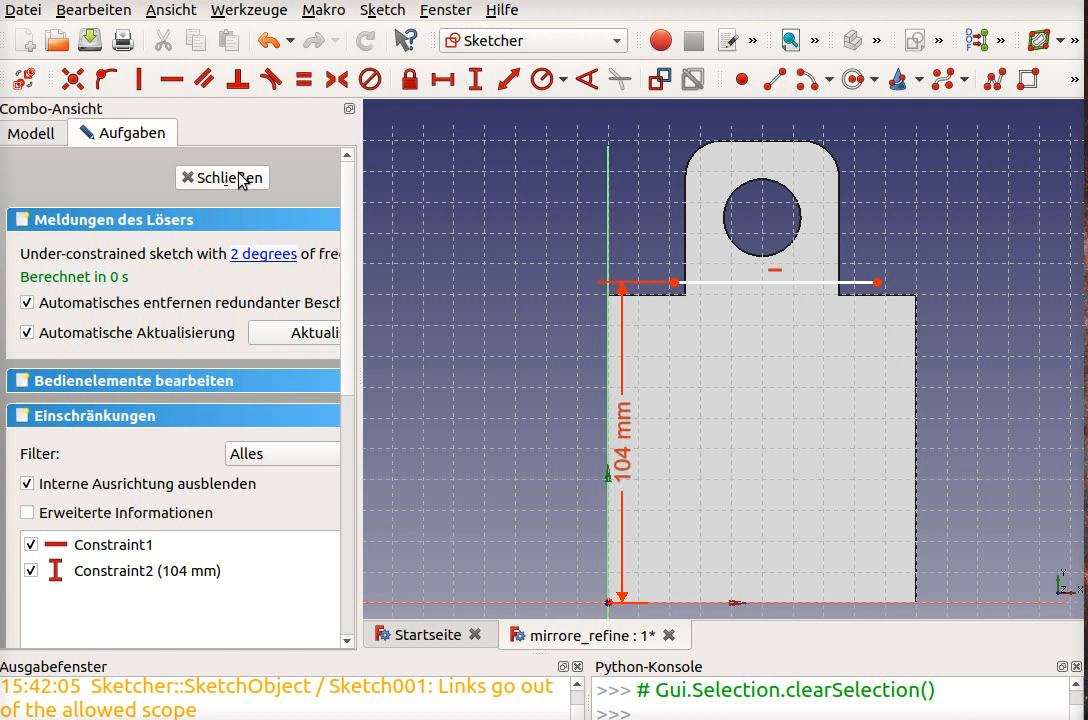 Datei Bearbeiten Ansicht Werkzeuge Makro Sketch Fenster Hilfe
Sketcher
Combo-Ansicht
Modell Aufgaben
Schließen
Meldungen des Lösers
Under-constrained sketch with 2 degrees of fre
Berechnet in 0 s
Automatisches entfernen redundanter Besch
Automatische Aktualisierung Aktuali
Bedienelemente bearbeiten
Einschränkungen
Filter: Alles
Interne Ausrichtung ausblenden
Erweiterte Informationen
Constraint1
Constraint2 (104 mm)
104 mm
Y
Z X
Startseite mirrore_refine : 1*
Ausgabefenster
15:42:05 Sketcher::SketchObject / Sketch001: Links go out
of the allowed scope
Python-Konsole
>>> # Gui.Selection.clearSelection()
>>>